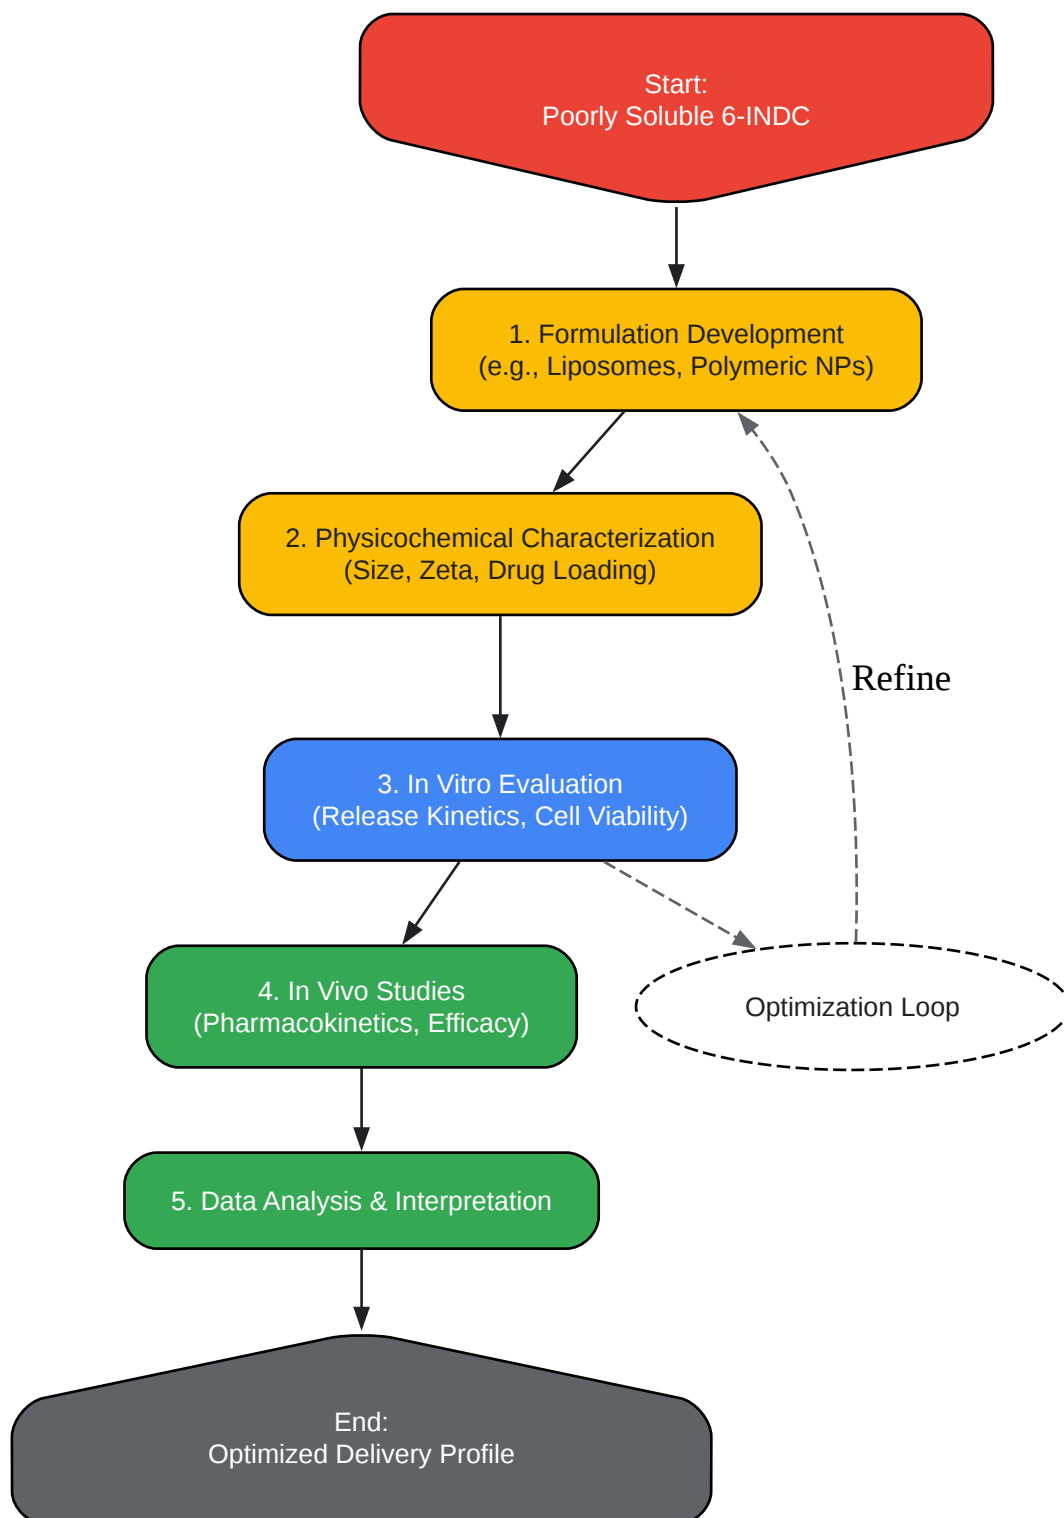 Start:
Poorly Soluble 6-INDC
1. Formulation Development
(e.g., Liposomes, Polymeric NPs)
2. Physicochemical Characterization
(Size, Zeta, Drug Loading)
Refine
3. In Vitro Evaluation
(Release Kinetics, Cell Viability)
4. In Vivo Studies
(Pharmacokinetics, Efficacy)
Optimization Loop
5. Data Analysis & Interpretation
End:
Optimized Delivery Profile